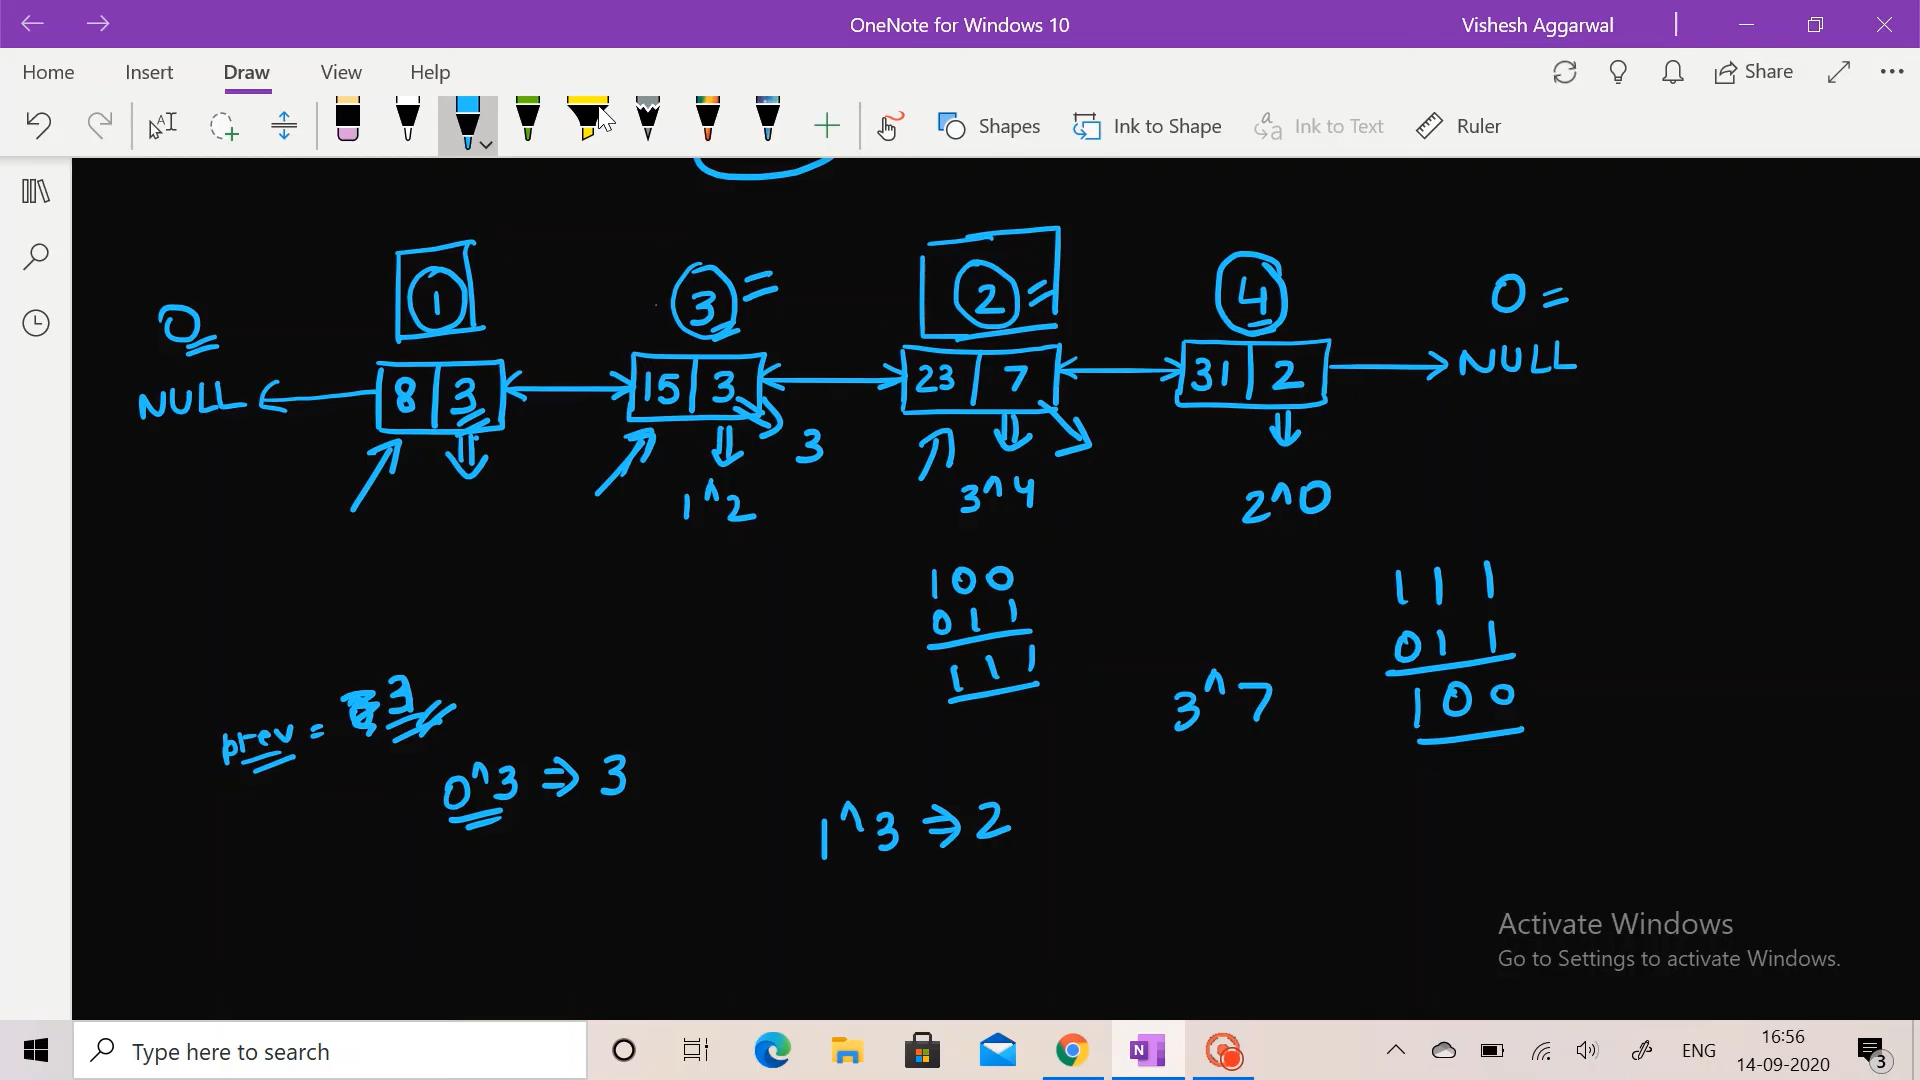 OneNote for Windows 10
Vishesh Aggarwal
Home Insert Draw View Help
Share
Shapes Ink to Shape Ink to Text Ruler
0 1 3 = 2 = 4 0 =
NULL 8 3 15 3 23 7 31 2 NULL
3
1^2 3^4 2^0
100
011
111
111
011
100
3^7
prev = 3
0^3 ⇒ 3
1^3 ⇒ 2
Activate Windows
Go to Settings to activate Windows.
Type here to search
ENG
16:56
14-09-2020
3